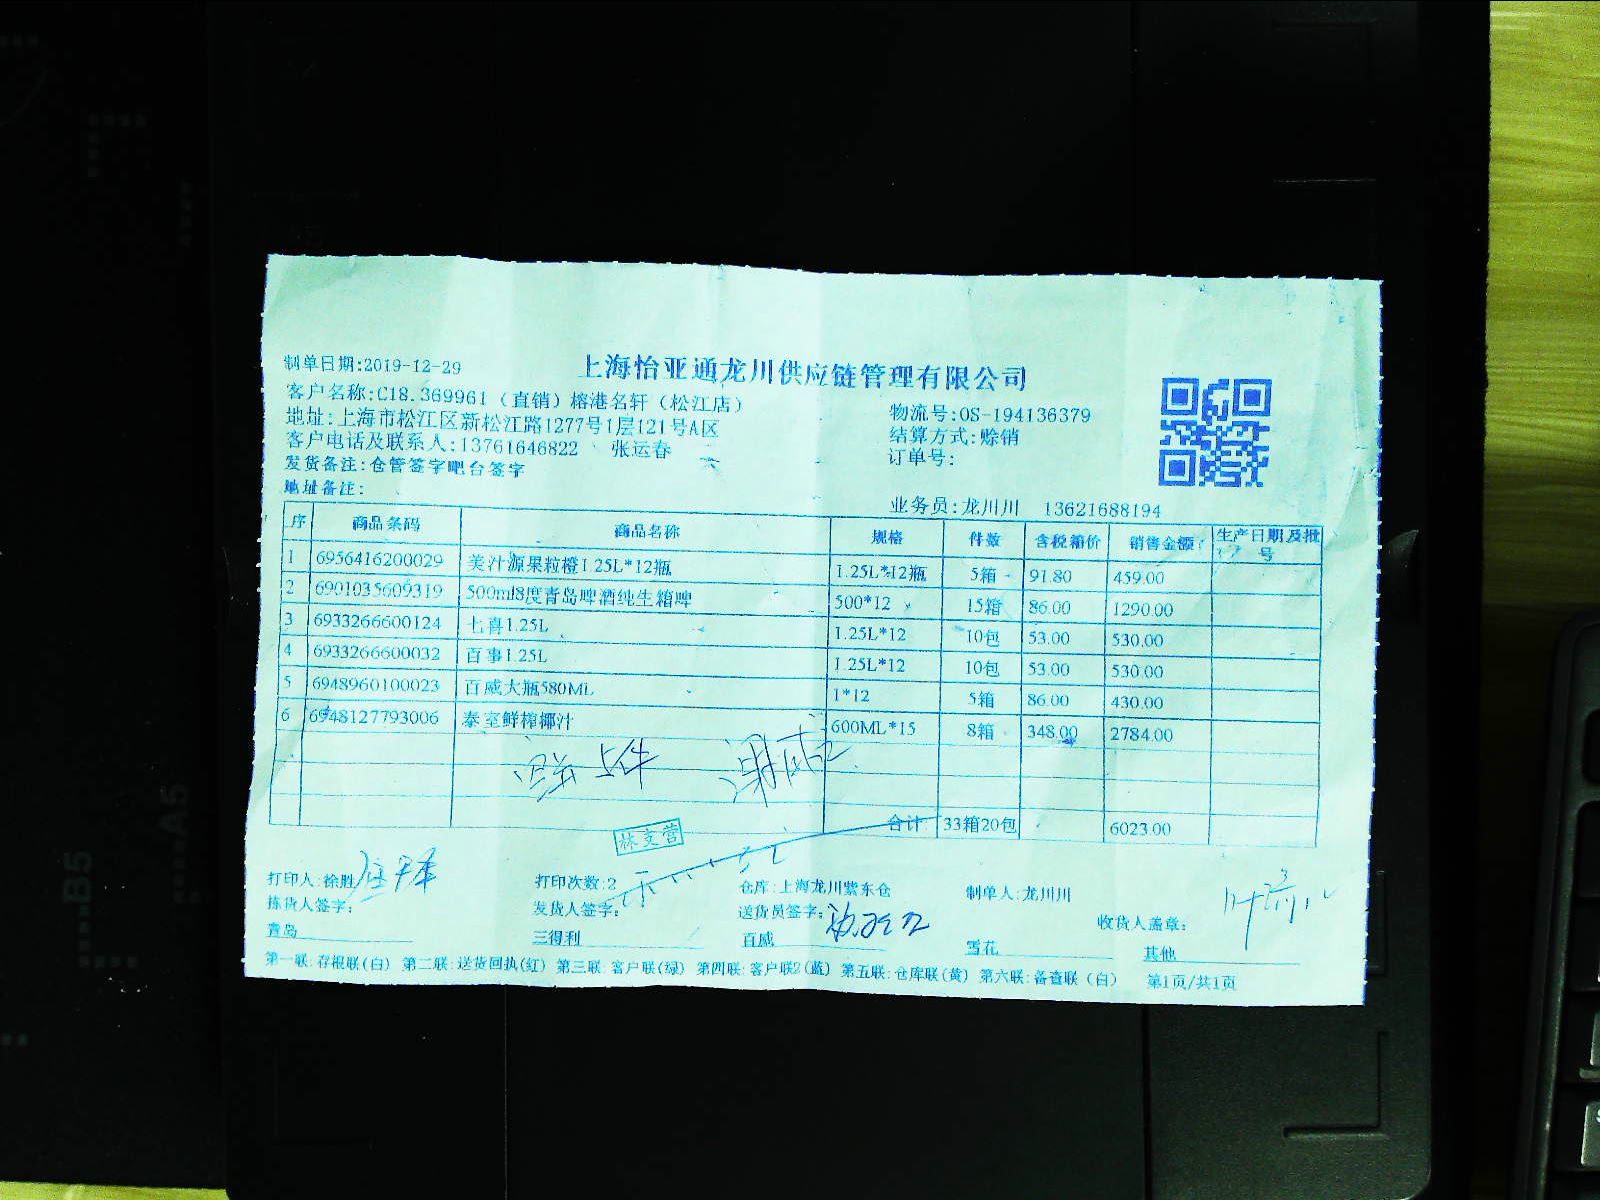 制单日期:2019-12-29
上海怡亚通龙川供应链管理有限公司
客户名称:C18.369961（直销）榕港名轩（松江店）
物流号:OS-194136379
地址:上海市松江区新松江路1277号1层121号A区
结算方式:赊销
客户电话及联系人:13761646822 张运春
订单号:
发货备注:仓管签字吧台签字
地址备注:
业务员:龙川川 13621688194
序 商品条码 商品名称 规格 件数 含税箱价 销售金额 生产日期及批号
1 6956416200029 美汁源果粒橙1.25L*12瓶 1.25L*12瓶 5箱 91.80 459.00
2 6901035609319 500ml8度青岛啤酒纯生箱啤 500*12 15箱 86.00 1290.00
3 6933266600124 七喜1.25L 1.25L*12 10包 53.00 530.00
4 6933266600032 百事1.25L 1.25L*12 10包 53.00 530.00
5 6948960100023 百威大瓶580ML 1*12 5箱 86.00 430.00
6 6948127793006 泰室鲜榨椰汁 600ML*15 8箱 348.00 2784.00
合计: 33箱20包 6023.00
林支营
打印人:徐胜 打印次数:2 仓库:上海龙川紫东仓 制单人:龙川川
拣货人签字: 发货人签字: 送货员签字: 收货人盖章:
青岛 三得利 百威 雪花 其他
第一联:存根联(白) 第二联:送货回执(红) 第三联:客户联(绿) 第四联:客户联2(蓝) 第五联:仓库联(黄) 第六联:备查联（白） 第1页/共1页
B5
A5